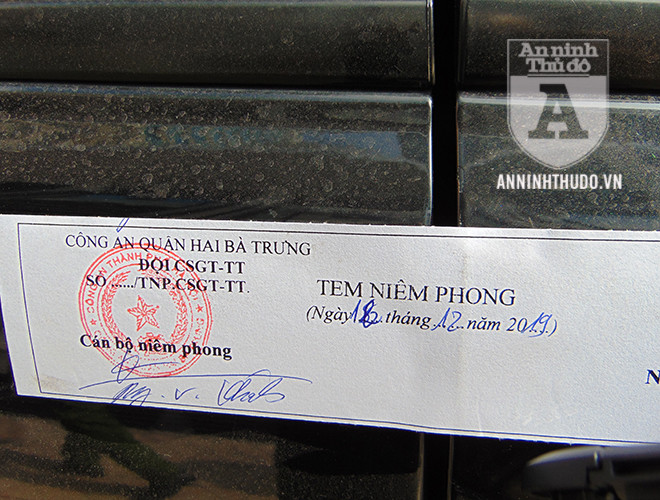 An ninh
Thủ đô
A
ANNINHTHUDO.VN
CÔNG AN QUẬN HAI BÀ TRƯNG
ĐỘI CSGT-TT
SỐ ....../TNP.CSGT-TT.
TEM NIÊM PHONG
(Ngày 18 tháng 12 năm 2019.)
Cán bộ niêm phong
N